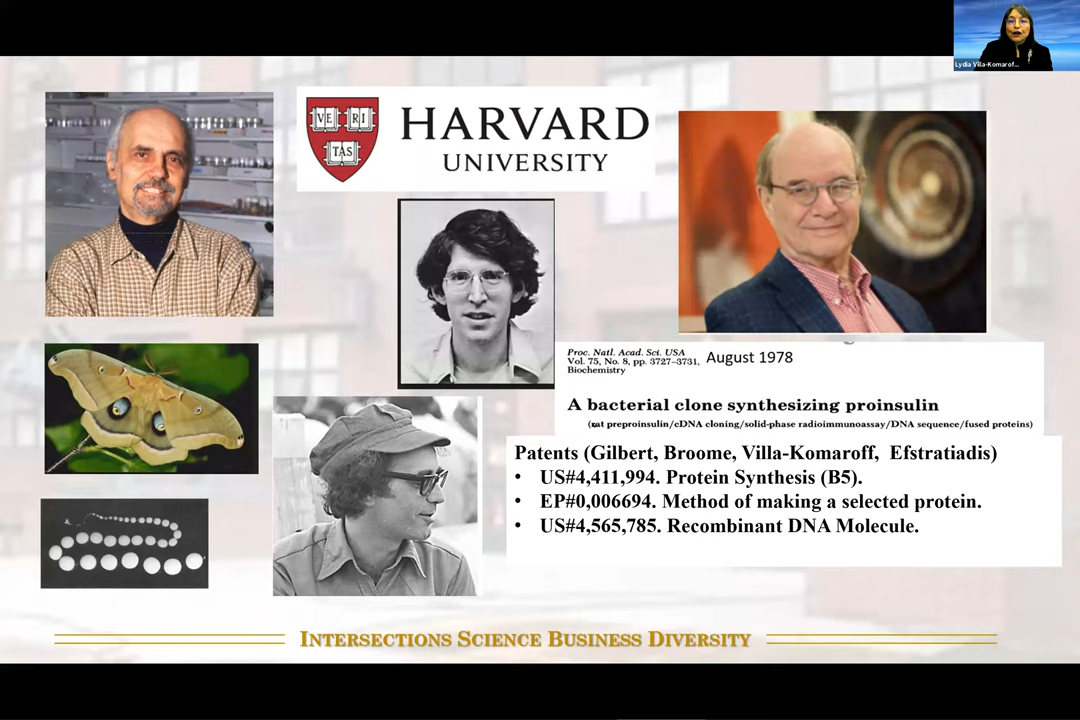 Lydia Villa-Komarof...
VE RI
TAS
HARVARD
UNIVERSITY
Proc. Natl. Acad. Sci. USA
Vol. 75, No. 8, pp. 3727-3731, August 1978
Biochemistry
A bacterial clone synthesizing proinsulin
(rat preproinsulin/cDNA cloning/solid-phase radioimmunoassay/DNA sequence/fused proteins)
Patents (Gilbert, Broome, Villa-Komaroff, Efstratiadis)
• US#4,411,994. Protein Synthesis (B5).
• EP#0,006694. Method of making a selected protein.
• US#4,565,785. Recombinant DNA Molecule.
INTERSECTIONS SCIENCE BUSINESS DIVERSITY